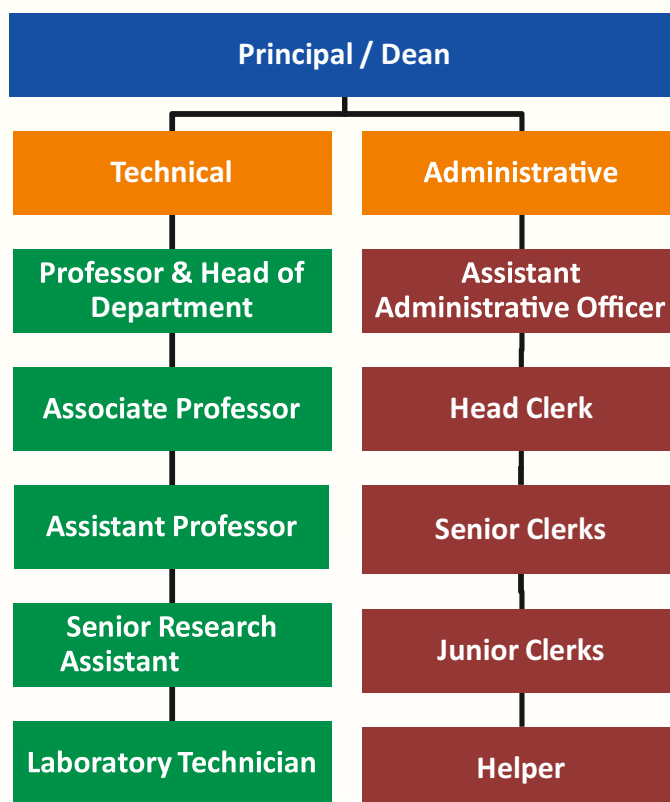 Principal / Dean
Technical
Administrative
Professor & Head of
Department
Assistant
Administrative Officer
Associate Professor
Head Clerk
Assistant Professor
Senior Clerks
Senior Research
Assistant
Junior Clerks
Laboratory Technician
Helper